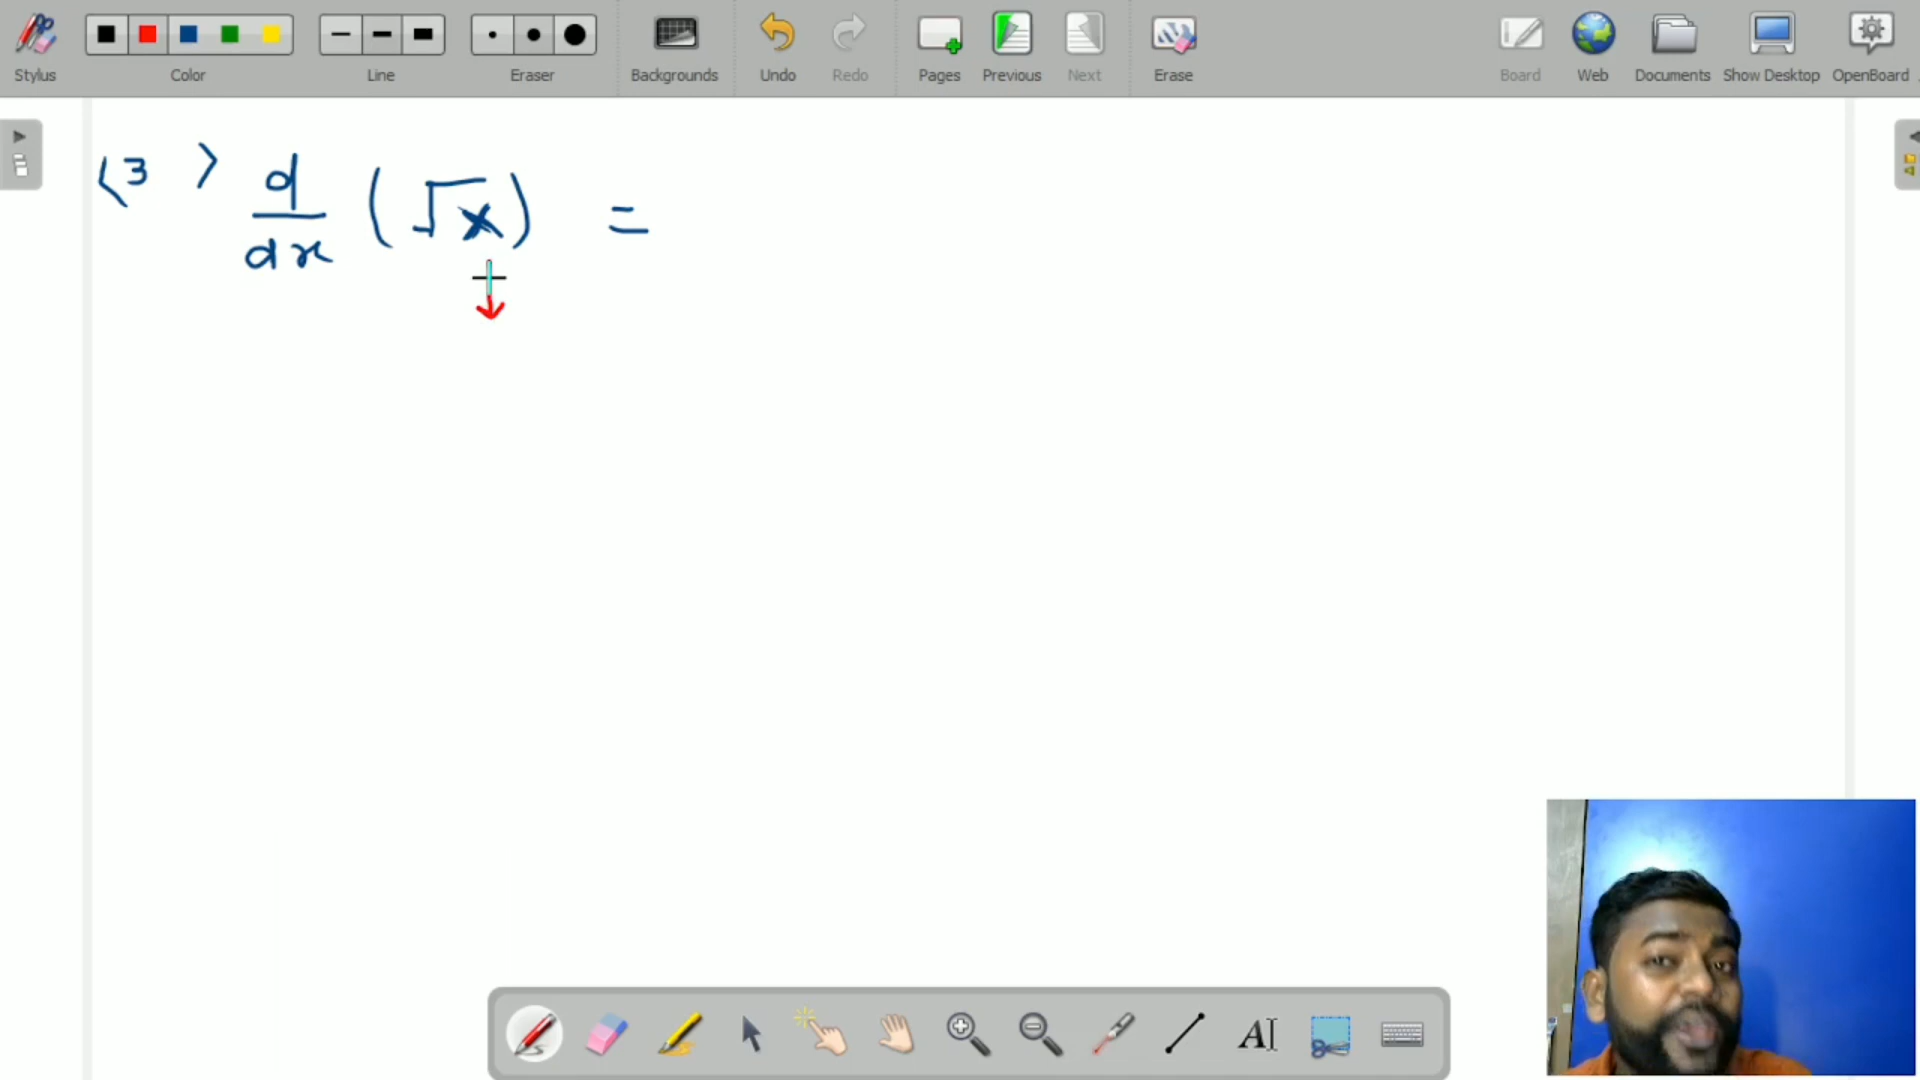 Stylus Color Line Eraser Backgrounds Undo Redo Pages Previous Next Erase Board Web Documents Show Desktop OpenBoard
⟨3⟩ d/dx (√x) =
AI